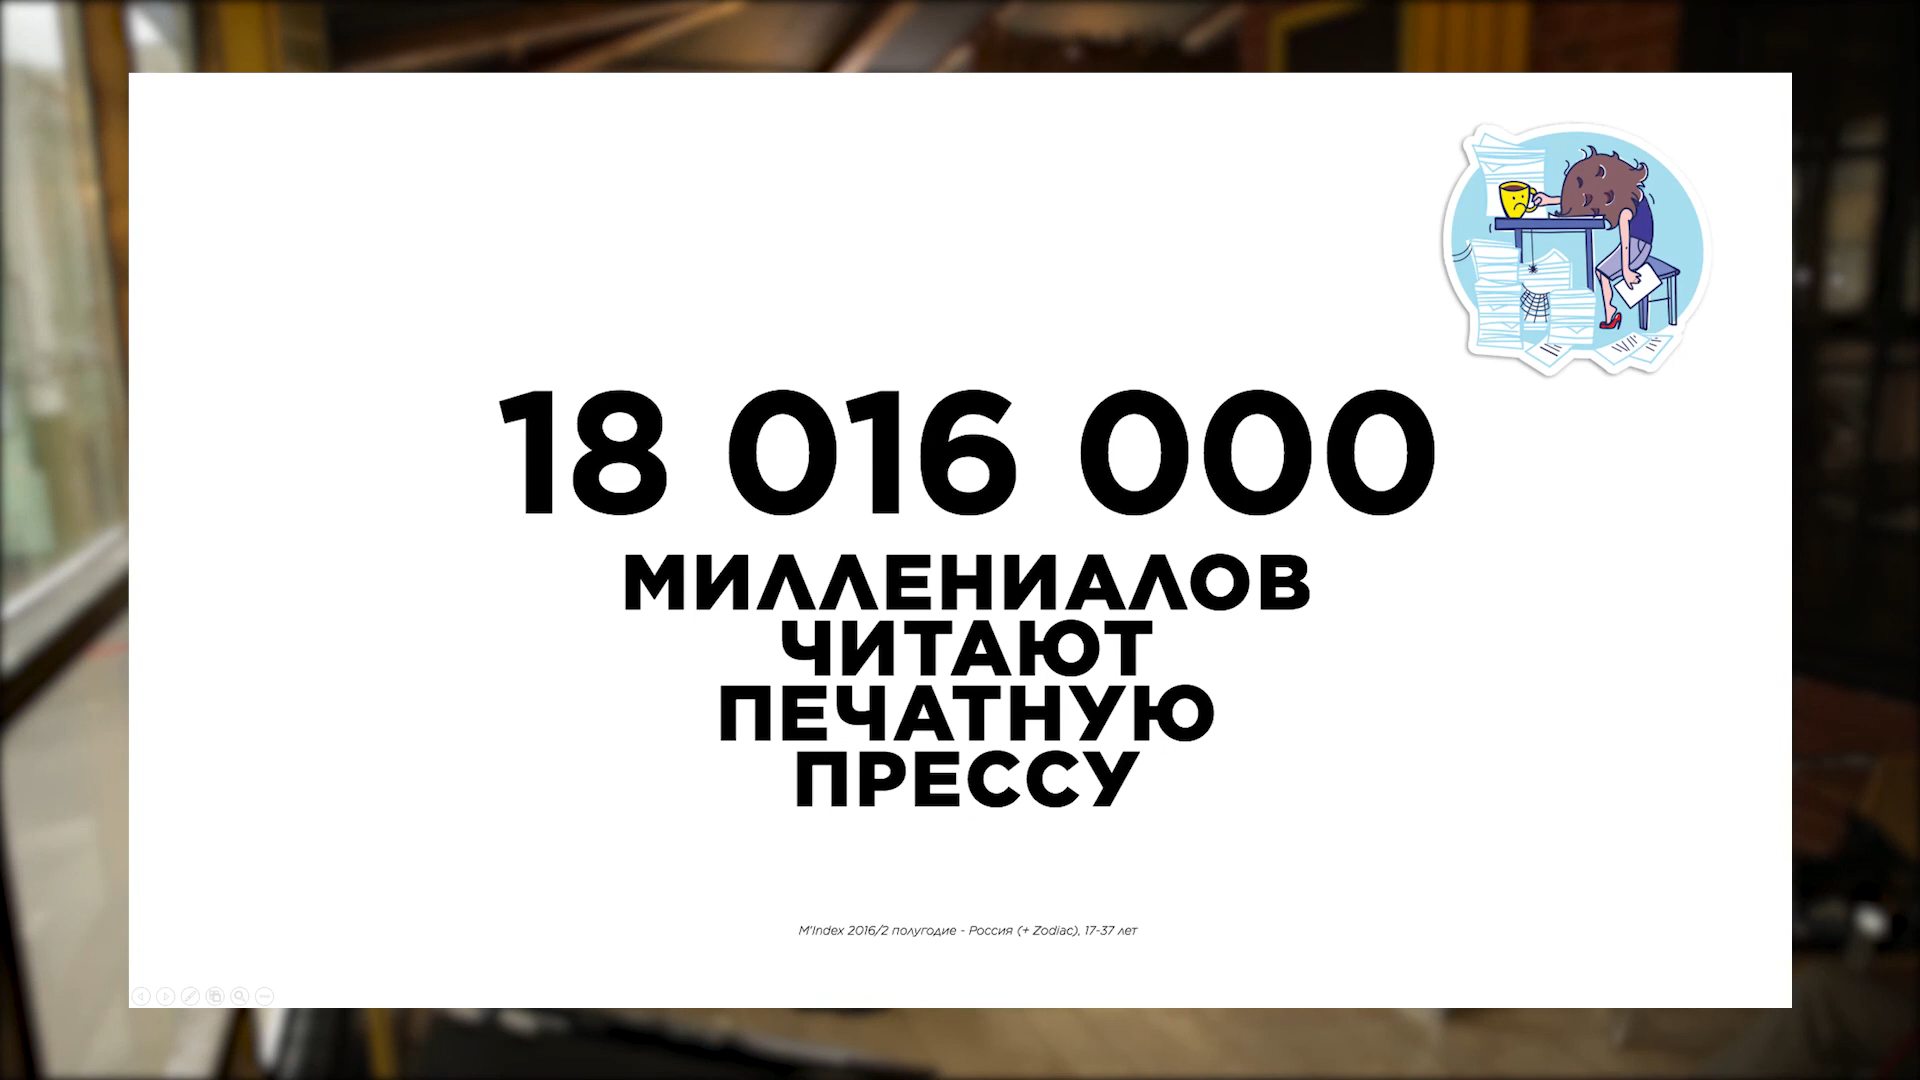 18 016 000
МИЛЛЕНИАЛОВ
ЧИТАЮТ
ПЕЧАТНУЮ
ПРЕССУ
M'Index 2016/2 полугодие - Россия (+ Zodiac), 17-37 лет